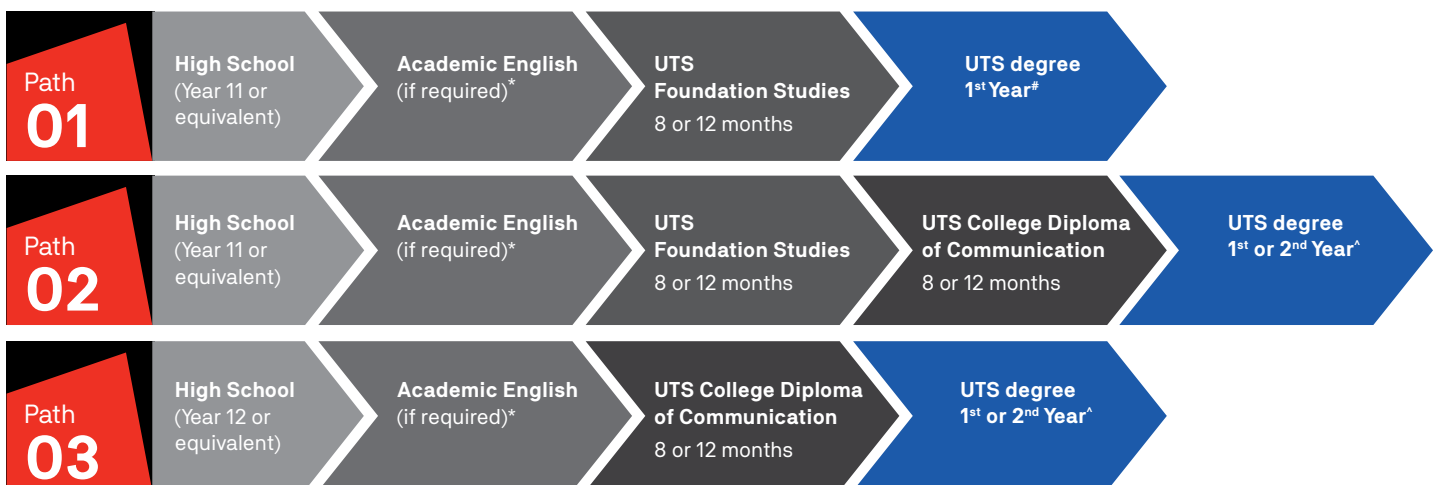 Path
01
High School
(Year 11 or
equivalent)
Academic English
(if required)*
UTS
Foundation Studies
8 or 12 months
UTS degree
1st Year#
Path
02
High School
(Year 11 or
equivalent)
Academic English
(if required)*
UTS
Foundation Studies
8 or 12 months
UTS College Diploma
of Communication
8 or 12 months
UTS degree
1st or 2nd Year^
Path
03
High School
(Year 12 or
equivalent)
Academic English
(if required)*
UTS College Diploma
of Communication
8 or 12 months
UTS degree
1st or 2nd Year^